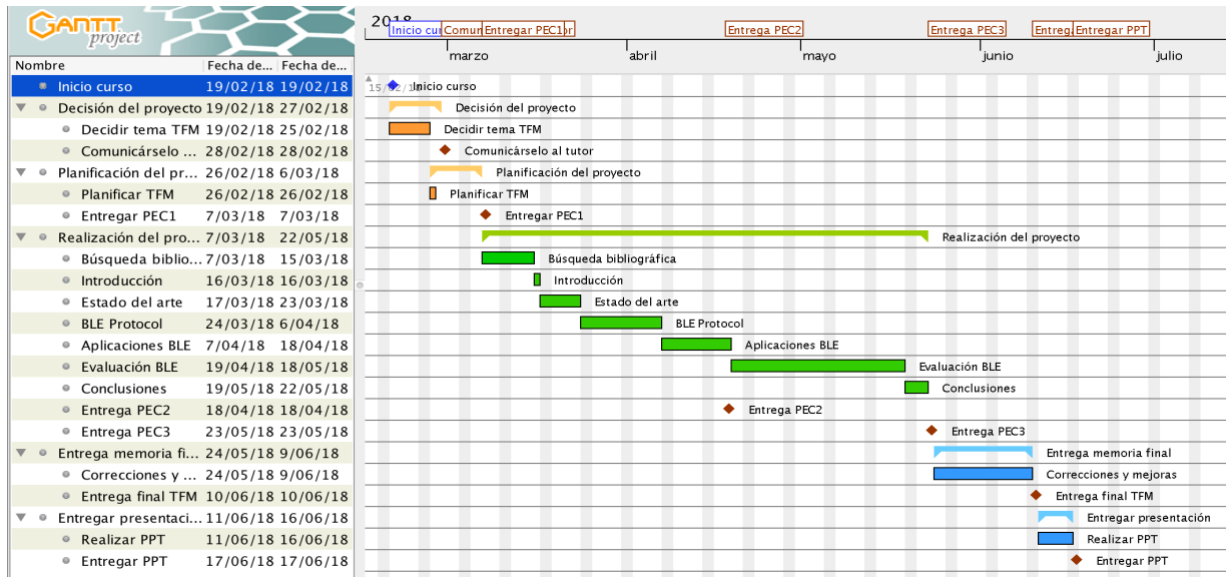 GANTT
project
2018
Inicio cur Comun Entregar PEC1 br Entrega PEC2 Entrega PEC3 Entrega Entregar PPT
marzo abril mayo junio julio
Nombre Fecha de... Fecha de...
15/02/18
Inicio curso 19/02/18 19/02/18 Inicio curso
Decisión del proyecto 19/02/18 27/02/18 Decisión del proyecto
Decidir tema TFM 19/02/18 25/02/18 Decidir tema TFM
Comunicárselo ... 28/02/18 28/02/18 Comunicárselo al tutor
Planificación del pr... 26/02/18 6/03/18 Planificación del proyecto
Planificar TFM 26/02/18 26/02/18 Planificar TFM
Entregar PEC1 7/03/18 7/03/18 Entregar PEC1
Realización del pro... 7/03/18 22/05/18 Realización del proyecto
Búsqueda biblio... 7/03/18 15/03/18 Búsqueda bibliográfica
Introducción 16/03/18 16/03/18 Introducción
Estado del arte 17/03/18 23/03/18 Estado del arte
BLE Protocol 24/03/18 6/04/18 BLE Protocol
Aplicaciones BLE 7/04/18 18/04/18 Aplicaciones BLE
Evaluación BLE 19/04/18 18/05/18 Evaluación BLE
Conclusiones 19/05/18 22/05/18 Conclusiones
Entrega PEC2 18/04/18 18/04/18 Entrega PEC2
Entrega PEC3 23/05/18 23/05/18 Entrega PEC3
Entrega memoria fi... 24/05/18 9/06/18 Entrega memoria final
Correcciones y ... 24/05/18 9/06/18 Correcciones y mejoras
Entrega final TFM 10/06/18 10/06/18 Entrega final TFM
Entregar presentaci... 11/06/18 16/06/18 Entregar presentación
Realizar PPT 11/06/18 16/06/18 Realizar PPT
Entregar PPT 17/06/18 17/06/18 Entregar PPT